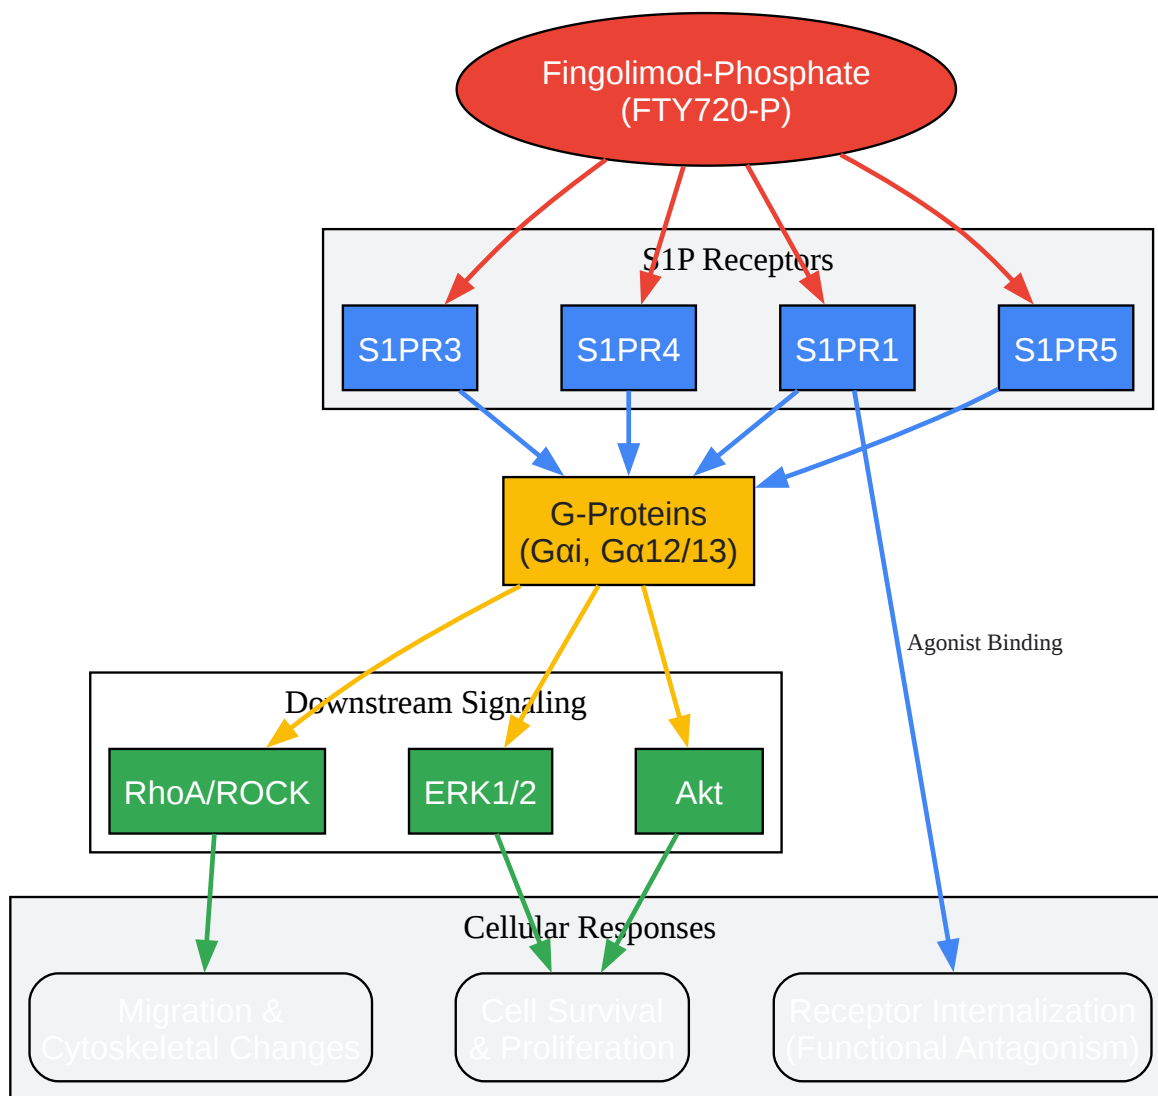 Fingolimod-Phosphate
(FTY720-P)
S1P Receptors
S1PR3
S1PR4
S1PR1
S1PR5
G-Proteins
(Gαi, Gα12/13)
Agonist Binding
Downstream Signaling
RhoA/ROCK
ERK1/2
Akt
Cellular Responses
Migration &
Cytoskeletal Changes
Cell Survival
& Proliferation
Receptor Internalization
(Functional Antagonism)